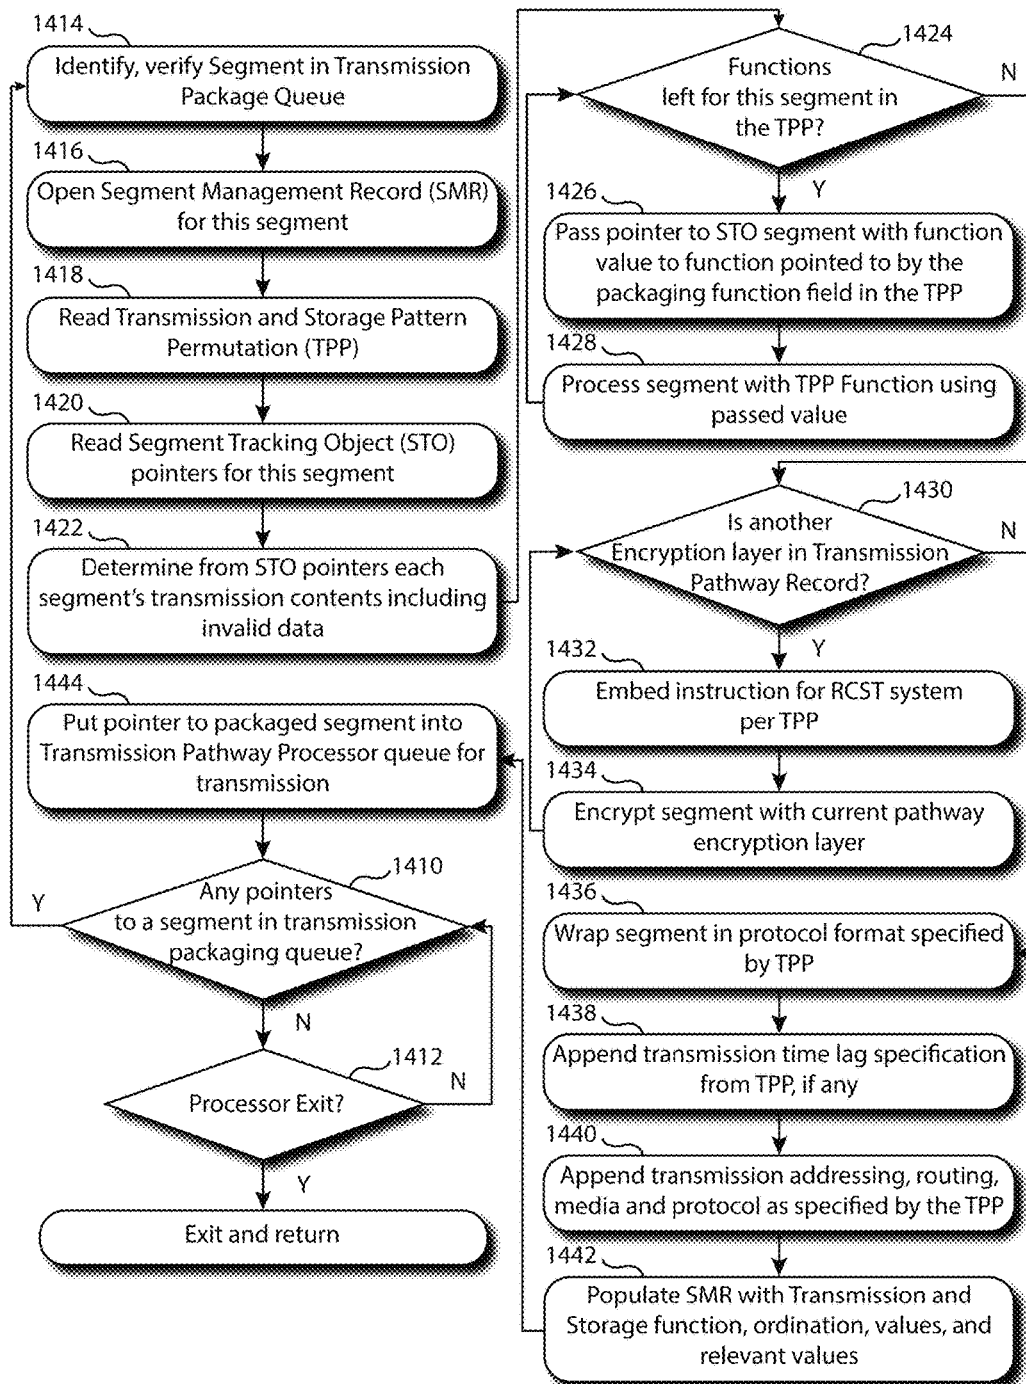 1414
Identify, verify Segment in Transmission
Package Queue
1416
Open Segment Management Record (SMR)
for this segment
1418
Read Transmission and Storage Pattern
Permutation (TPP)
1420
Read Segment Tracking Object (STO)
pointers for this segment
1422
Determine from STO pointers each
segment's transmission contents including
invalid data
1444
Put pointer to packaged segment into
Transmission Pathway Processor queue for
transmission
1410
Any pointers
to a segment in transmission
packaging queue?
Y
N
1412
Processor Exit?
N
Y
Exit and return
1424
Functions
left for this segment in
the TPP?
N
Y
1426
Pass pointer to STO segment with function
value to function pointed to by the
packaging function field in the TPP
1428
Process segment with TPP Function using
passed value
1430
Is another
Encryption layer in Transmission
Pathway Record?
N
Y
1432
Embed instruction for RCST system
per TPP
1434
Encrypt segment with current pathway
encryption layer
1436
Wrap segment in protocol format specified
by TPP
1438
Append transmission time lag specification
from TPP, if any
1440
Append transmission addressing, routing,
media and protocol as specified by the TPP
1442
Populate SMR with Transmission and
Storage function, ordination, values, and
relevant values